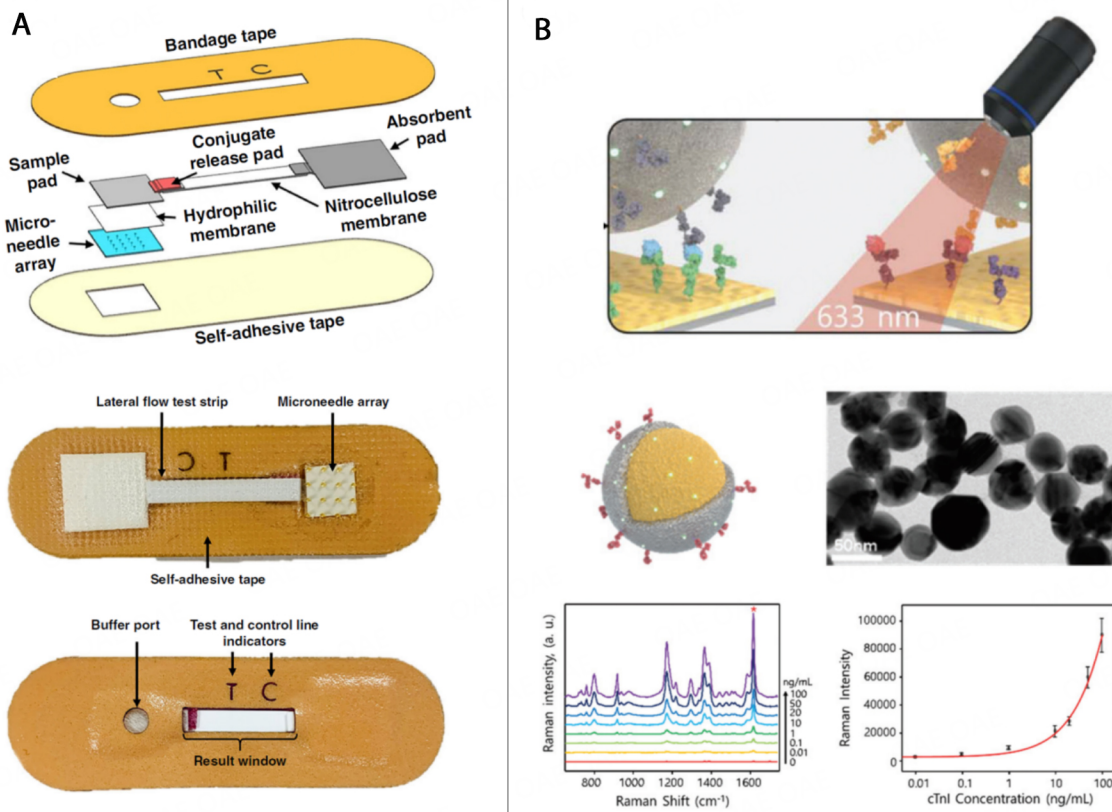 A
Bandage tape
T C
Conjugate
release pad
Absorbent
pad
Sample
pad
Hydrophilic
membrane
Nitrocellulose
membrane
Micro-
needle
array
Self-adhesive tape
Lateral flow test strip
Microneedle array
C T
Self-adhesive tape
Buffer port
Test and control line
indicators
T C
Result window
B
633 nm
50nm
Raman intensity, (a. u.)
*
ng/mL
100
50
20
10
1
0.1
0.01
0
800 1000 1200 1400 1600
Raman Shift (cm⁻¹)
Raman Intensity
100000
80000
60000
40000
20000
0
0.01 0.1 1 10 100
cTnI Concentration (ng/mL)